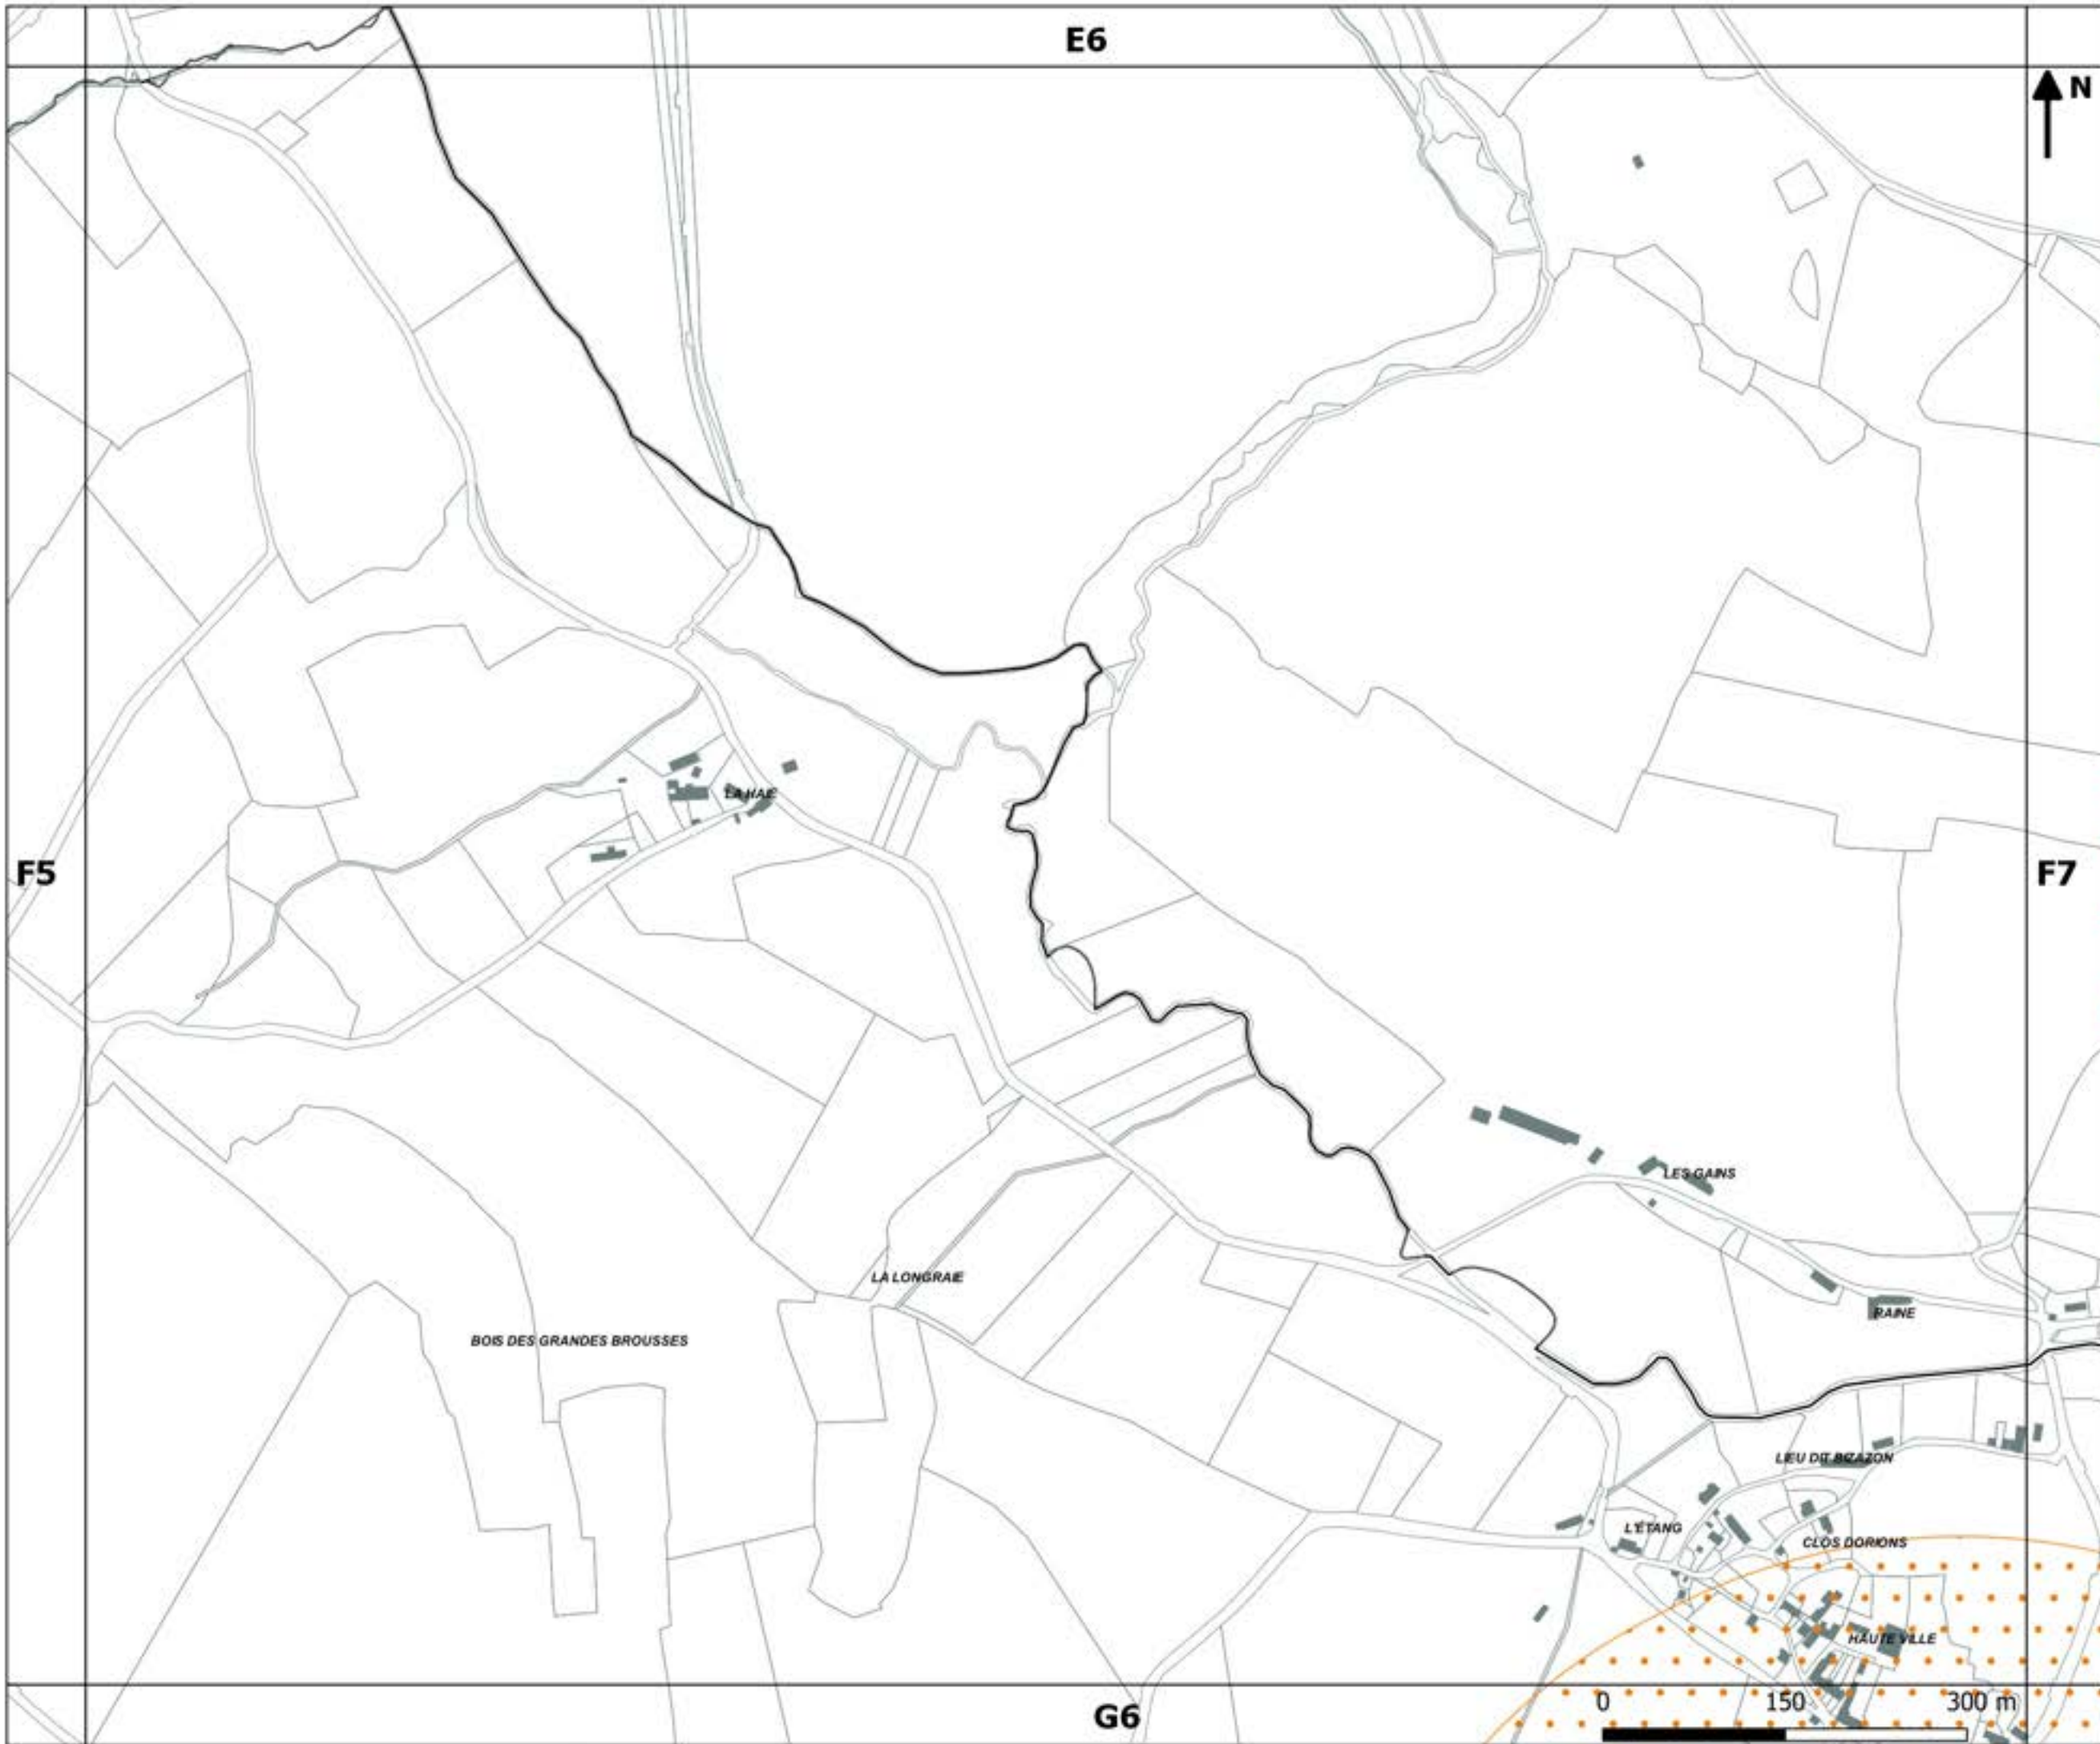 E6
N
LA HAIE
F5
F7
LES GAINS
LA LONGRAIE
RAINE
BOIS DES GRANDES BROUSSES
LIEU DIT BIZAZON
L'ETANG
CLOS DORIONS
HAUTE VILLE
0 150 300 m
G6